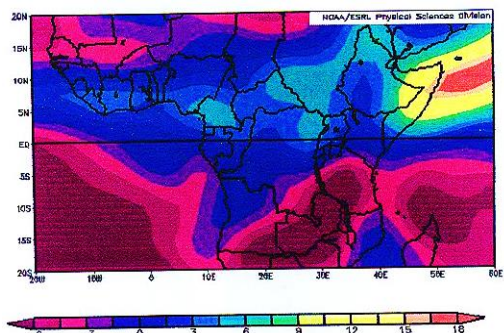 NOAA/ESRL Physical Sciences Division
20N
15N
10N
5N
EQ
5S
10S
15S
20S
20W 10W 0 10E 20E 30E 40E 50E 60E
0 3 6 9 12 15 18